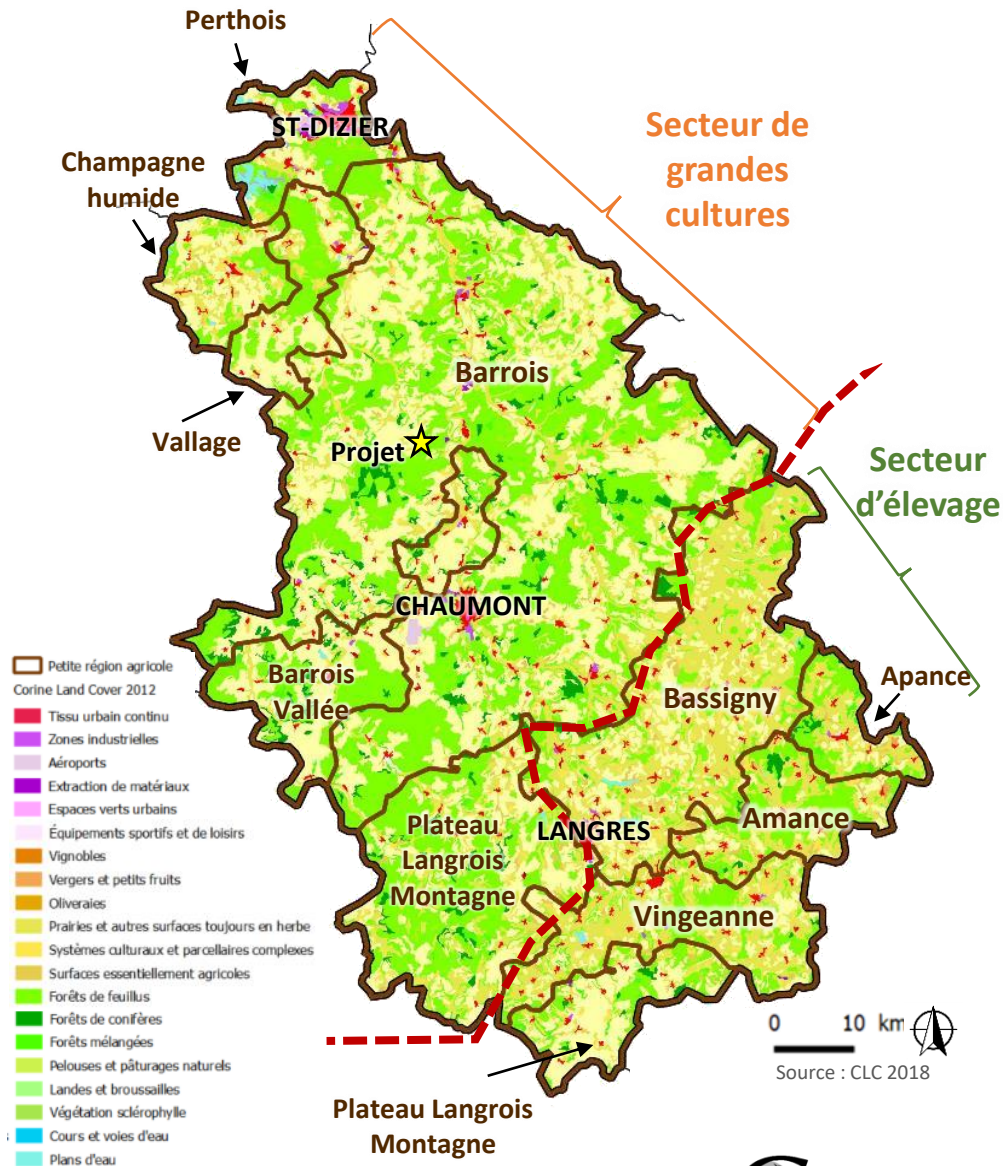 Perthois
ST-DIZIER
Champagne
humide
Secteur de
grandes
cultures
Barrois
Vallage
Projet
Secteur
d'élevage
CHAUMONT
Barrois
Vallée
Bassigny
Apance
Plateau
Langrois
Montagne
LANGRES
Amance
Vingeanne
Petite région agricole
Corine Land Cover 2012
Tissu urbain continu
Zones industrielles
Aéroports
Extraction de matériaux
Espaces verts urbains
Équipements sportifs et de loisirs
Vignobles
Vergers et petits fruits
Oliveraies
Prairies et autres surfaces toujours en herbe
Systèmes culturaux et parcellaires complexes
Surfaces essentiellement agricoles
Forêts de feuillus
Forêts de conifères
Forêts mélangées
Pelouses et pâturages naturels
Landes et broussailles
Végétation sclérophylle
Cours et voies d'eau
Plans d'eau
0 10 km
Source : CLC 2018
Plateau Langrois
Montagne